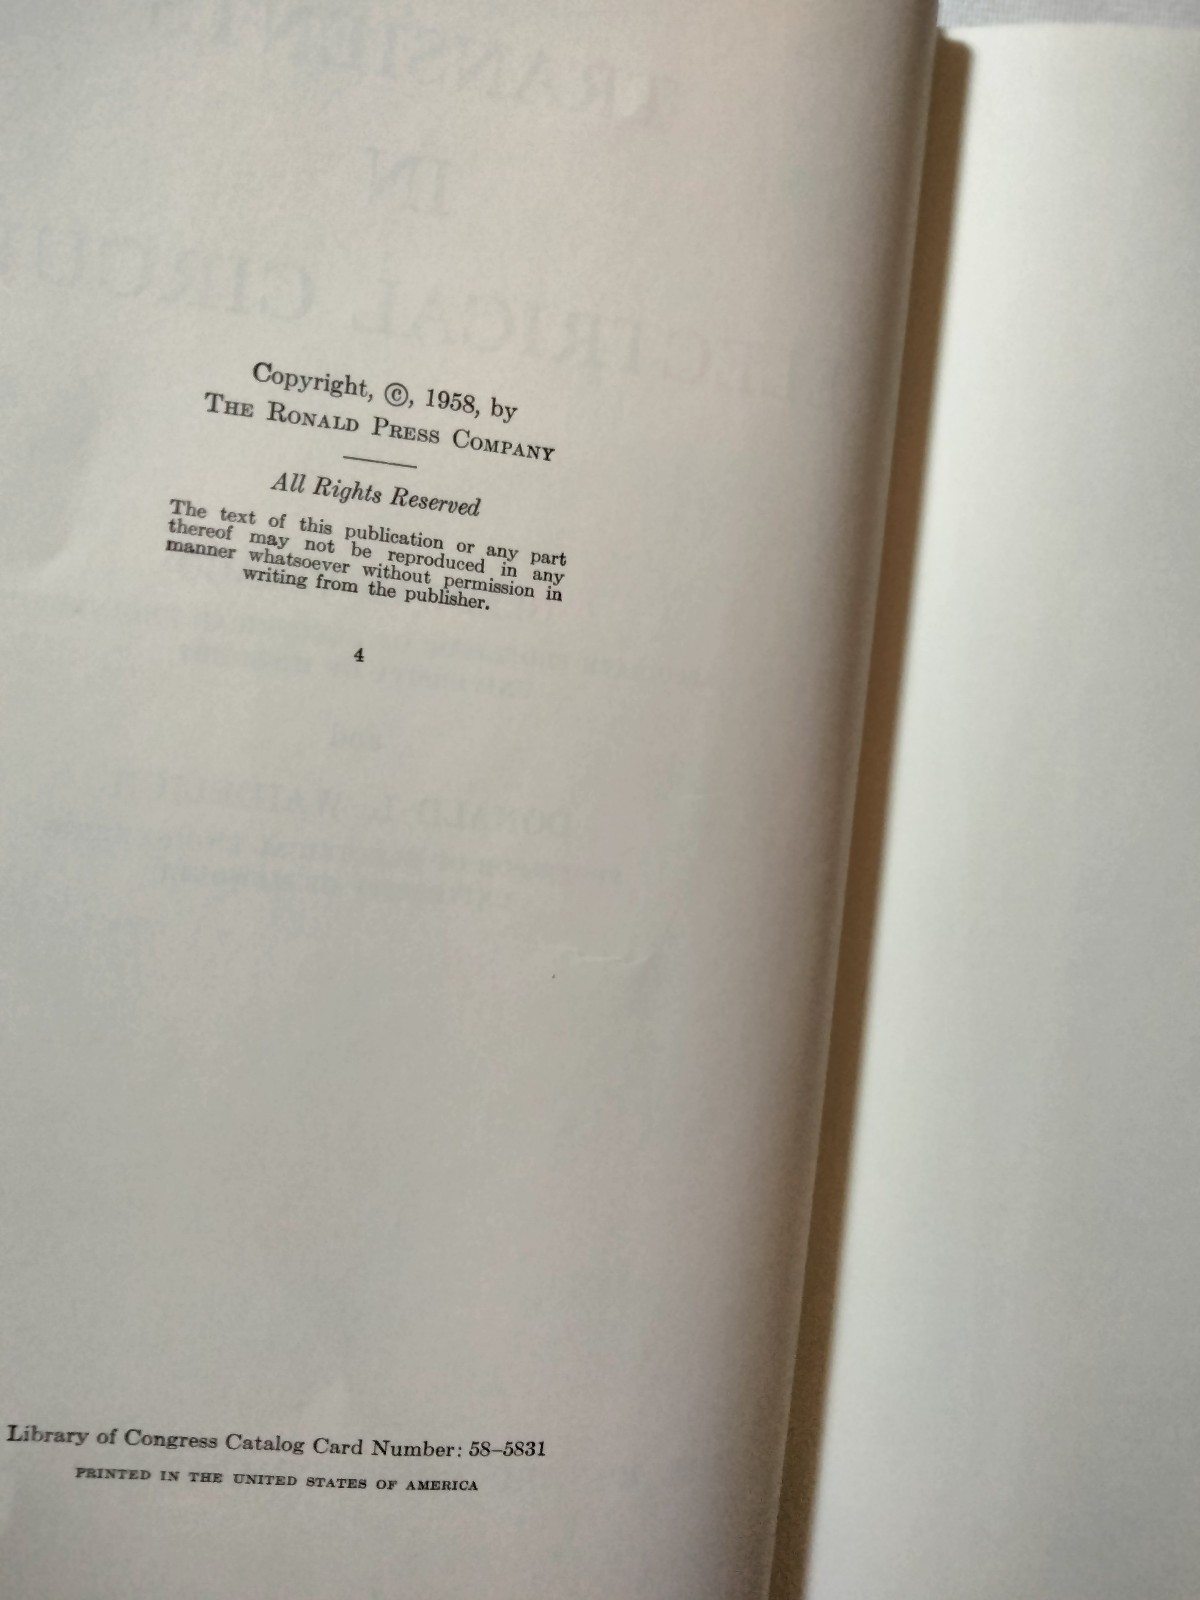 Copyright, ©, 1958, by
THE RONALD PRESS COMPANY
All Rights Reserved
The text of this publication or any part
thereof may not be reproduced in any
manner whatsoever without permission in
writing from the publisher.
4
Library of Congress Catalog Card Number: 58–5831
PRINTED IN THE UNITED STATES OF AMERICA